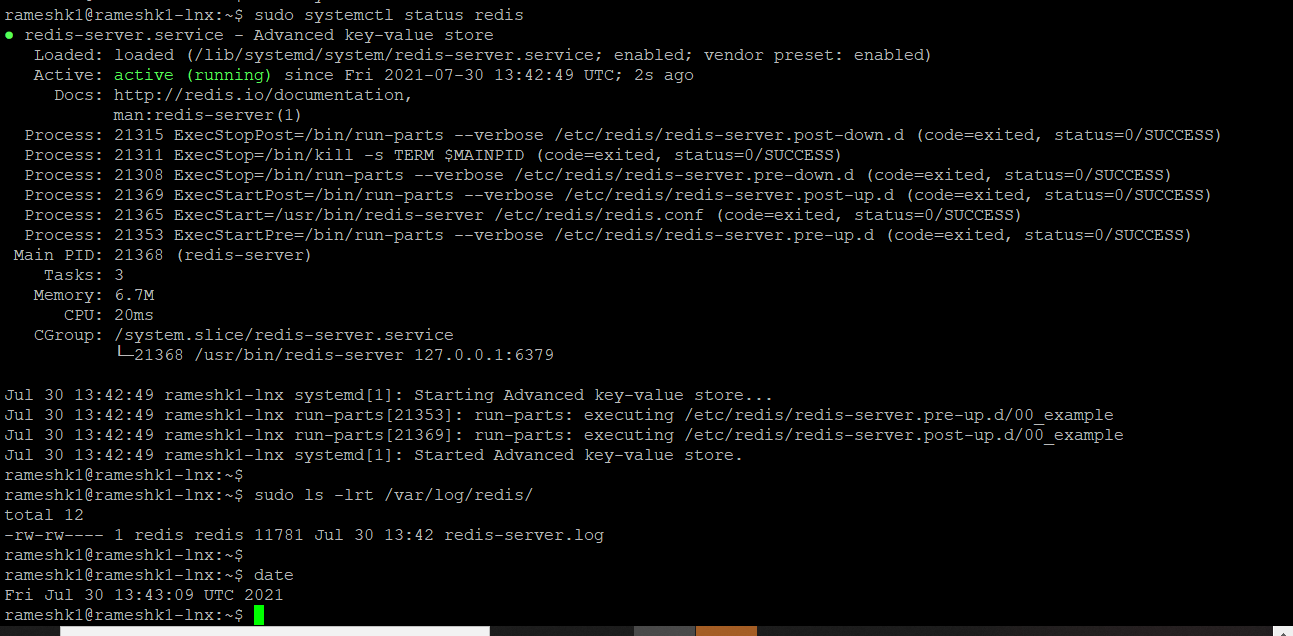 rameshk1@rameshk1-lnx:~$ sudo systemctl status redis
● redis-server.service - Advanced key-value store
   Loaded: loaded (/lib/systemd/system/redis-server.service; enabled; vendor preset: enabled)
   Active: active (running) since Fri 2021-07-30 13:42:49 UTC; 2s ago
     Docs: http://redis.io/documentation,
           man:redis-server(1)
  Process: 21315 ExecStopPost=/bin/run-parts --verbose /etc/redis/redis-server.post-down.d (code=exited, status=0/SUCCESS)
  Process: 21311 ExecStop=/bin/kill -s TERM $MAINPID (code=exited, status=0/SUCCESS)
  Process: 21308 ExecStop=/bin/run-parts --verbose /etc/redis/redis-server.pre-down.d (code=exited, status=0/SUCCESS)
  Process: 21369 ExecStartPost=/bin/run-parts --verbose /etc/redis/redis-server.post-up.d (code=exited, status=0/SUCCESS)
  Process: 21365 ExecStart=/usr/bin/redis-server /etc/redis/redis.conf (code=exited, status=0/SUCCESS)
  Process: 21353 ExecStartPre=/bin/run-parts --verbose /etc/redis/redis-server.pre-up.d (code=exited, status=0/SUCCESS)
 Main PID: 21368 (redis-server)
    Tasks: 3
   Memory: 6.7M
      CPU: 20ms
   CGroup: /system.slice/redis-server.service
           └─21368 /usr/bin/redis-server 127.0.0.1:6379

Jul 30 13:42:49 rameshk1-lnx systemd[1]: Starting Advanced key-value store...
Jul 30 13:42:49 rameshk1-lnx run-parts[21353]: run-parts: executing /etc/redis/redis-server.pre-up.d/00_example
Jul 30 13:42:49 rameshk1-lnx run-parts[21369]: run-parts: executing /etc/redis/redis-server.post-up.d/00_example
Jul 30 13:42:49 rameshk1-lnx systemd[1]: Started Advanced key-value store.
rameshk1@rameshk1-lnx:~$
rameshk1@rameshk1-lnx:~$ sudo ls -lrt /var/log/redis/
total 12
-rw-rw---- 1 redis redis 11781 Jul 30 13:42 redis-server.log
rameshk1@rameshk1-lnx:~$
rameshk1@rameshk1-lnx:~$ date
Fri Jul 30 13:43:09 UTC 2021
rameshk1@rameshk1-lnx:~$